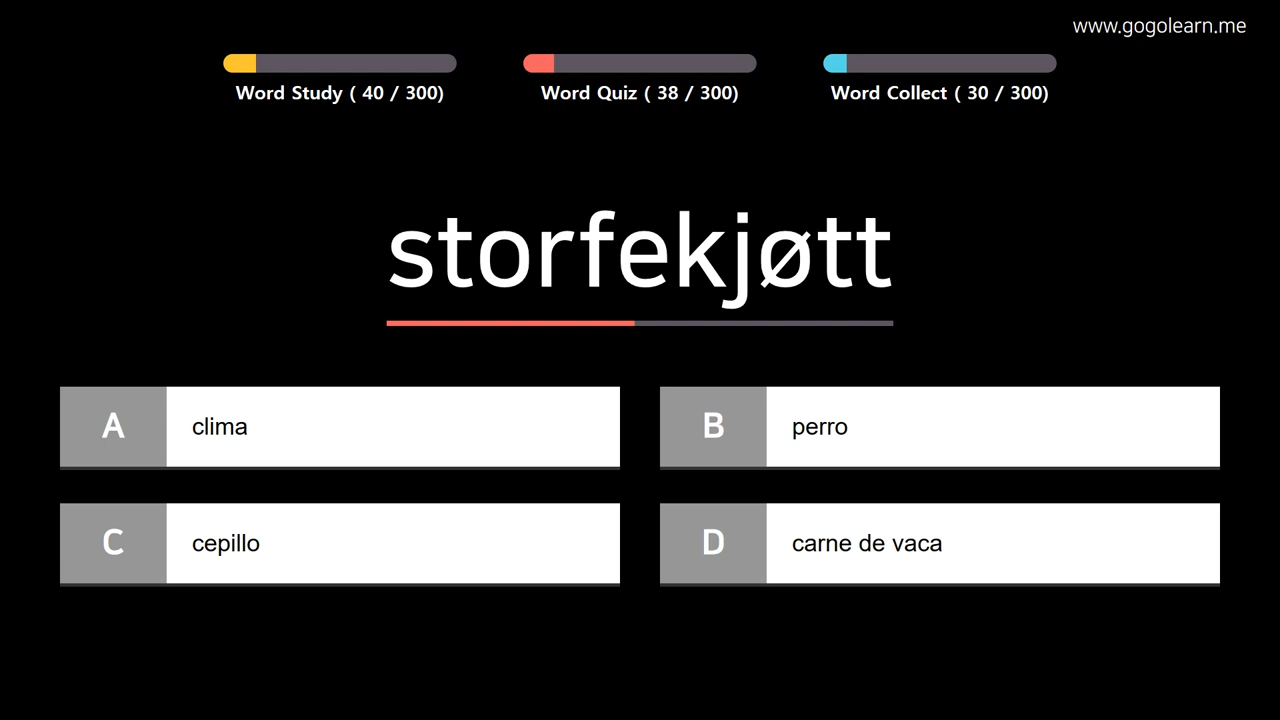 www.gogolearn.me
Word Study ( 40 / 300)
Word Quiz ( 38 / 300)
Word Collect ( 30 / 300)
storfekjøtt
A clima
B perro
C cepillo
D carne de vaca